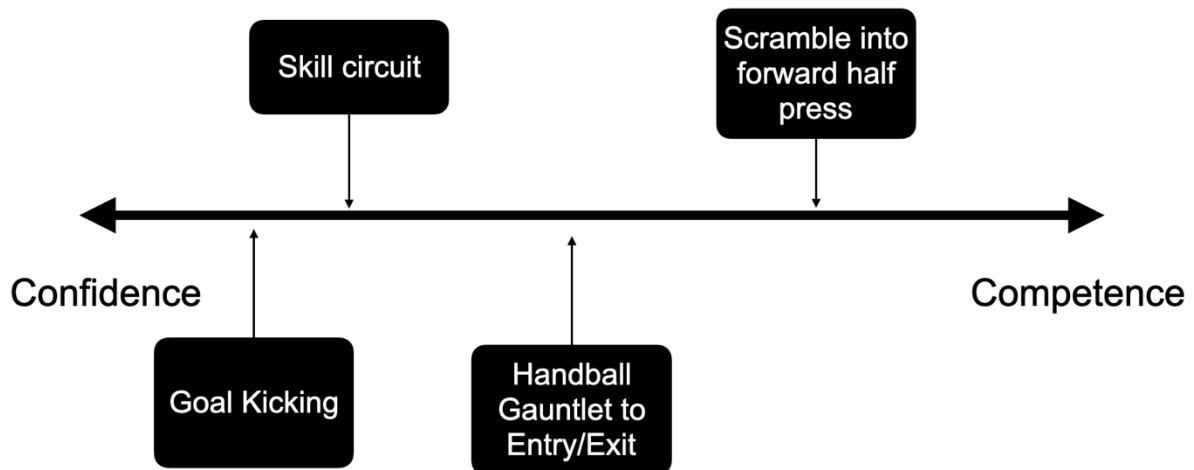 Skill circuit
Scramble into
forward half
press
Confidence
Competence
Goal Kicking
Handball
Gauntlet to
Entry/Exit